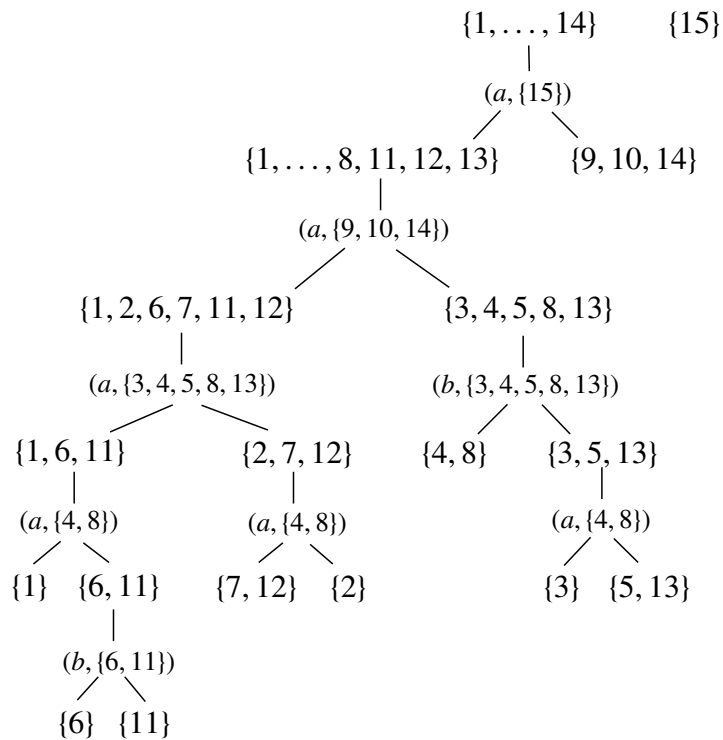 {1, . . . , 14} {15}
(a, {15})
{1, . . . , 8, 11, 12, 13} {9, 10, 14}
(a, {9, 10, 14})
{1, 2, 6, 7, 11, 12} {3, 4, 5, 8, 13}
(a, {3, 4, 5, 8, 13}) (b, {3, 4, 5, 8, 13})
{1, 6, 11} {2, 7, 12} {4, 8} {3, 5, 13}
(a, {4, 8}) (a, {4, 8}) (a, {4, 8})
{1} {6, 11} {7, 12} {2} {3} {5, 13}
(b, {6, 11})
{6} {11}